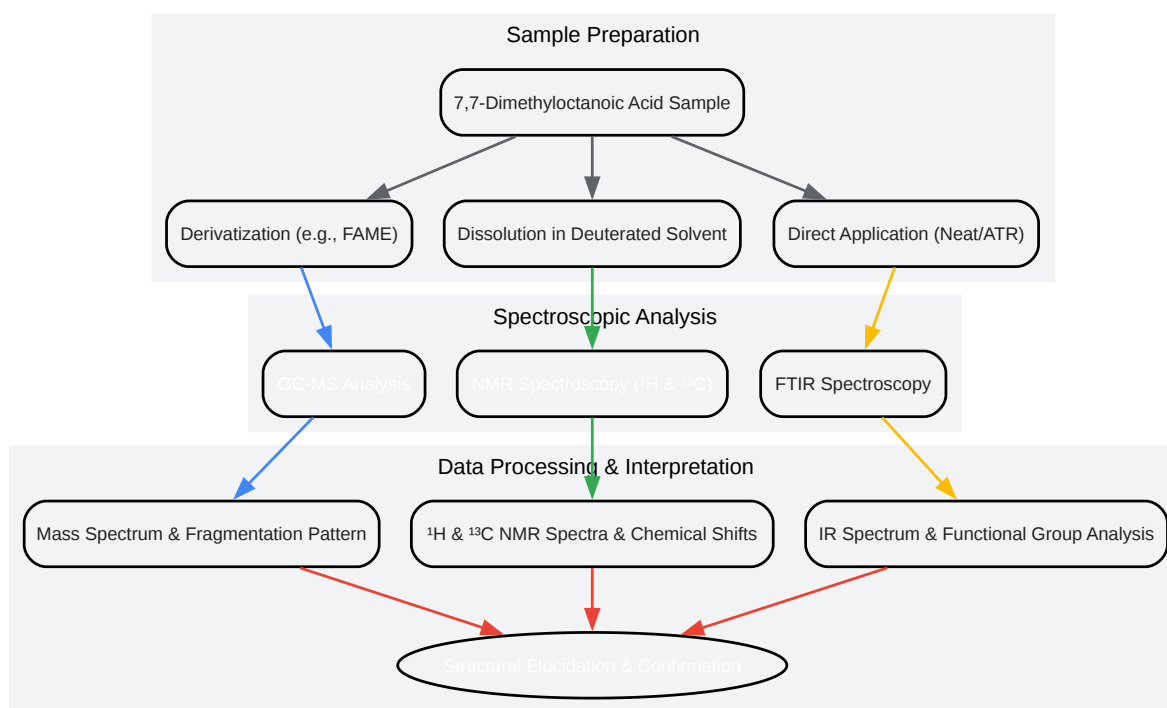 Sample Preparation
7,7-Dimethyloctanoic Acid Sample
Derivatization (e.g., FAME)
Dissolution in Deuterated Solvent
Direct Application (Neat/ATR)
Spectroscopic Analysis
GC-MS Analysis
NMR Spectroscopy (¹H & ¹³C)
FTIR Spectroscopy
Data Processing & Interpretation
Mass Spectrum & Fragmentation Pattern
¹H & ¹³C NMR Spectra & Chemical Shifts
IR Spectrum & Functional Group Analysis
Structural Elucidation & Confirmation